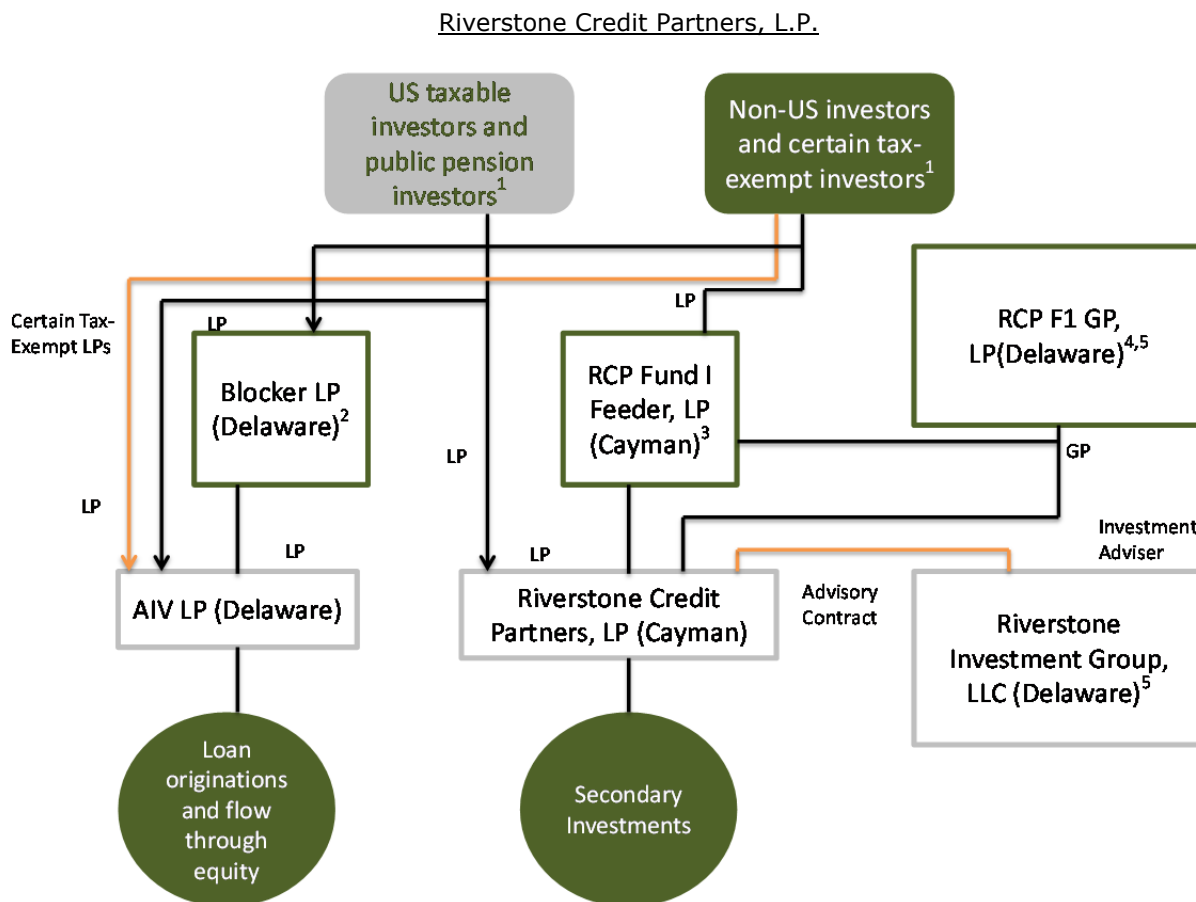 Riverstone Credit Partners, L.P.
US taxable
investors and
public pension
investors1
Non-US investors
and certain tax-
exempt investors1
LP
RCP F1 GP,
LP(Delaware)4,5
Certain Tax-
Exempt LPs
LP
Blocker LP
(Delaware)2
RCP Fund I
Feeder, LP
(Cayman)3
LP
GP
LP
LP
LP
Investment
Adviser
AIV LP (Delaware)
Riverstone Credit
Partners, LP (Cayman)
Advisory
Contract
Riverstone
Investment Group,
LLC (Delaware)5
Loan
originations
and flow
through
equity
Secondary
Investments